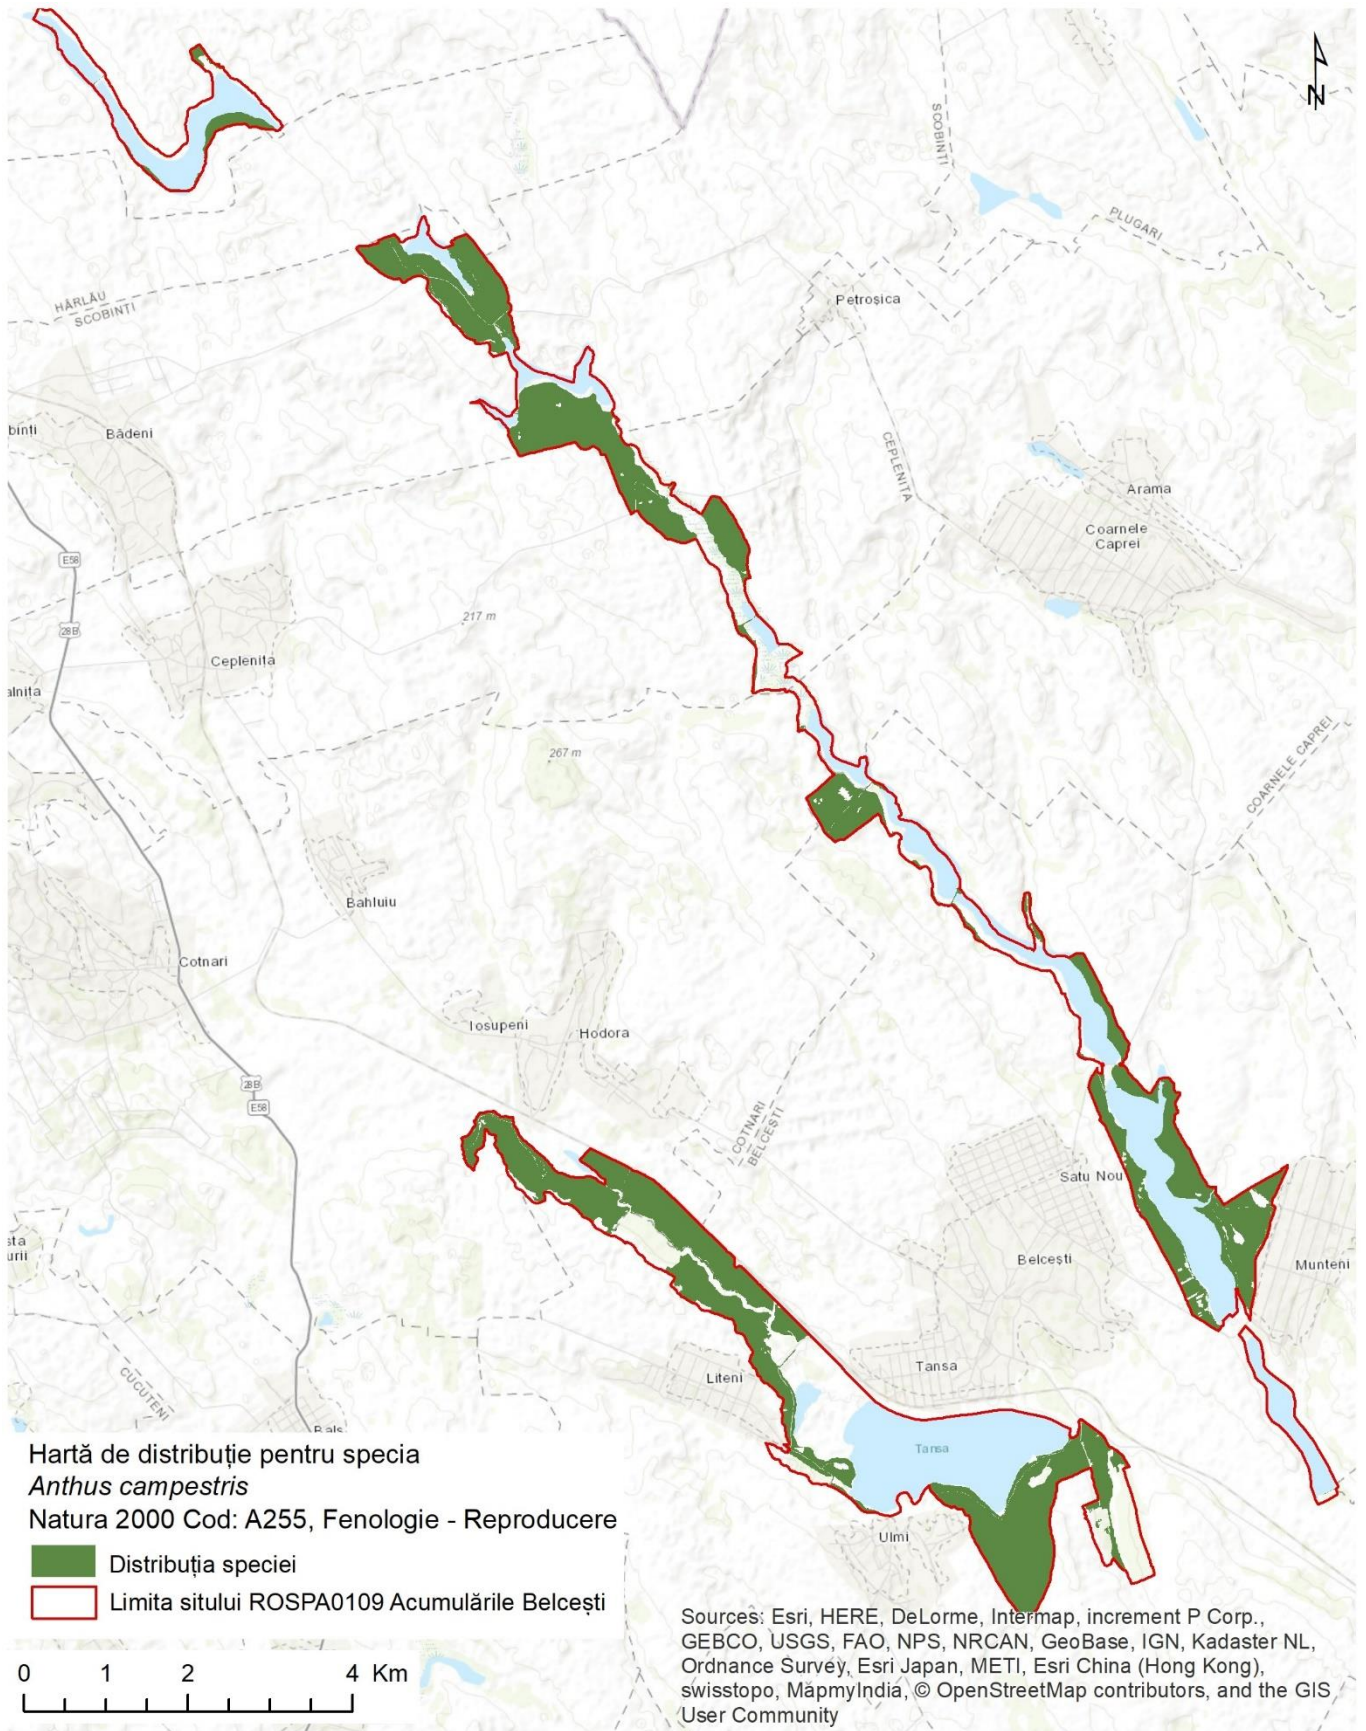 N
SCOBINTI
PLUGARI
HÂRLĂU
SCOBINTI
Petroșica
binți
Bădeni
CEPLENIȚA
Arama
Coarnele
Caprei
E58
28B
217 m
Ceplenița
alnița
267 m
COARNELE CAPREI
Bahluiu
Cotnari
Iosupeni
Hodora
28B
E58
COTNARI
BELCEȘTI
Satu Nou
sta
urii
Belcești
Munteni
Tansa
Liteni
CUCUTENI
Bals
Tansa
Ulmi
Hartă de distribuție pentru specia
Anthus campestris
Natura 2000 Cod: A255, Fenologie - Reproducere
Distribuția speciei
Limita sitului ROSPA0109 Acumulările Belcești
0 1 2 4 Km
Sources: Esri, HERE, DeLorme, Intermap, increment P Corp.,
GEBCO, USGS, FAO, NPS, NRCAN, GeoBase, IGN, Kadaster NL,
Ordnance Survey, Esri Japan, METI, Esri China (Hong Kong),
swisstopo, MapmyIndia, © OpenStreetMap contributors, and the GIS
User Community